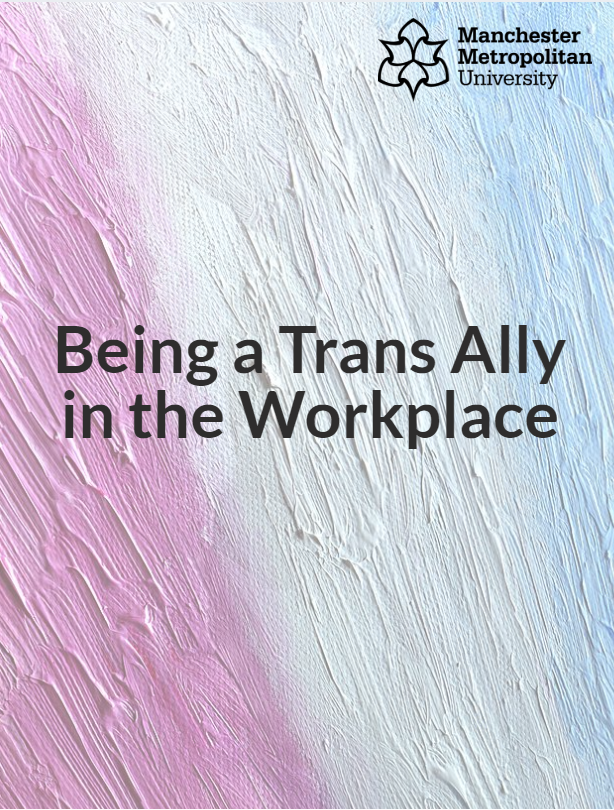 Manchester
Metropolitan
University
Being a Trans Ally
in the Workplace